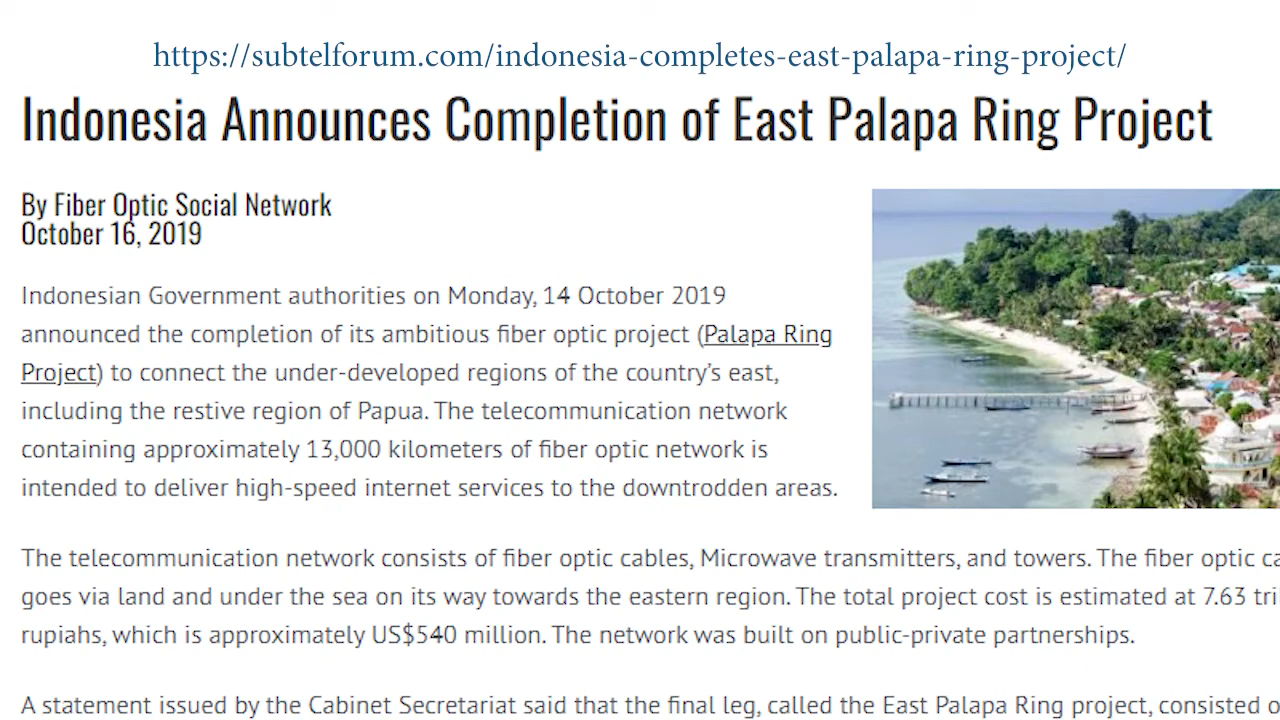 https://subtelforum.com/indonesia-completes-east-palapa-ring-project/
Indonesia Announces Completion of East Palapa Ring Project
By Fiber Optic Social Network
October 16, 2019
Indonesian Government authorities on Monday, 14 October 2019
announced the completion of its ambitious fiber optic project (Palapa Ring
Project) to connect the under-developed regions of the country's east,
including the restive region of Papua. The telecommunication network
containing approximately 13,000 kilometers of fiber optic network is
intended to deliver high-speed internet services to the downtrodden areas.
The telecommunication network consists of fiber optic cables, Microwave transmitters, and towers. The fiber optic ca
goes via land and under the sea on its way towards the eastern region. The total project cost is estimated at 7.63 tri
rupiahs, which is approximately US$540 million. The network was built on public-private partnerships.
A statement issued by the Cabinet Secretariat said that the final leg, called the East Palapa Ring project, consisted o